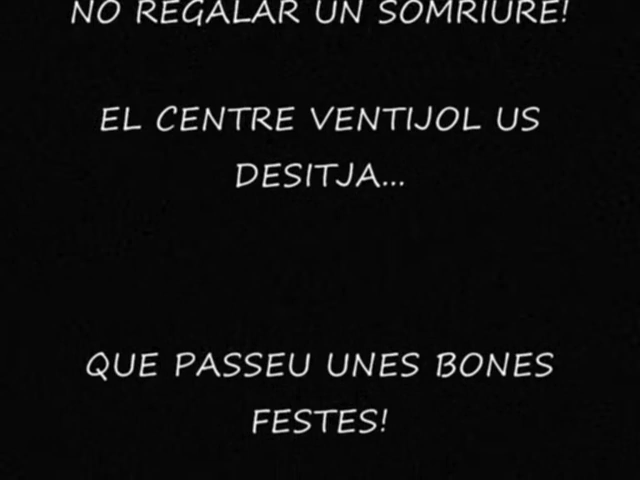 NO REGALAR UN SOMRIURE!
EL CENTRE VENTIJOL US
DESITJA...
QUE PASSEU UNES BONES
FESTES!